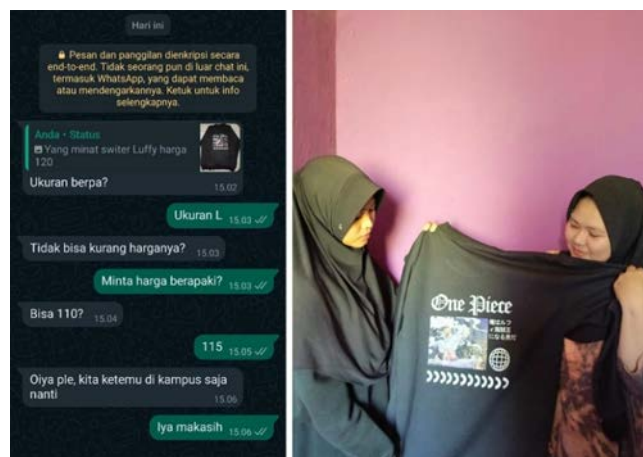 Hari ini
Pesan dan panggilan dienkripsi secara
end-to-end. Tidak seorang pun di luar chat ini,
termasuk WhatsApp, yang dapat membaca
atau mendengarkannya. Ketuk untuk info
selengkapnya.
Anda • Status
Yang minat switer Luffy harga
120
Ukuran berpa?
15.02
Ukuran L 15.03
Tidak bisa kurang harganya? 15.03
Minta harga berapaki? 15.03
Bisa 110? 15.04
115 15.05
Oiya ple, kita ketemu di kampus saja
nanti
15.06
Iya makasih 15.06
One Piece